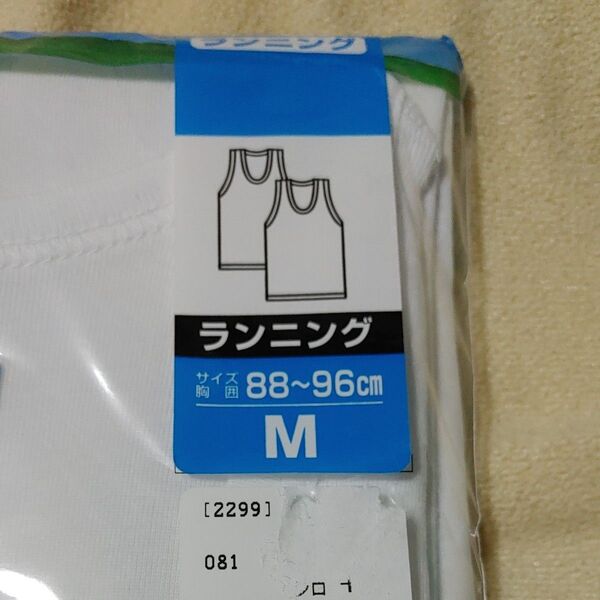 ランニング
ランニング
サイズ
胸囲 88～96cm
M
[2299]
081